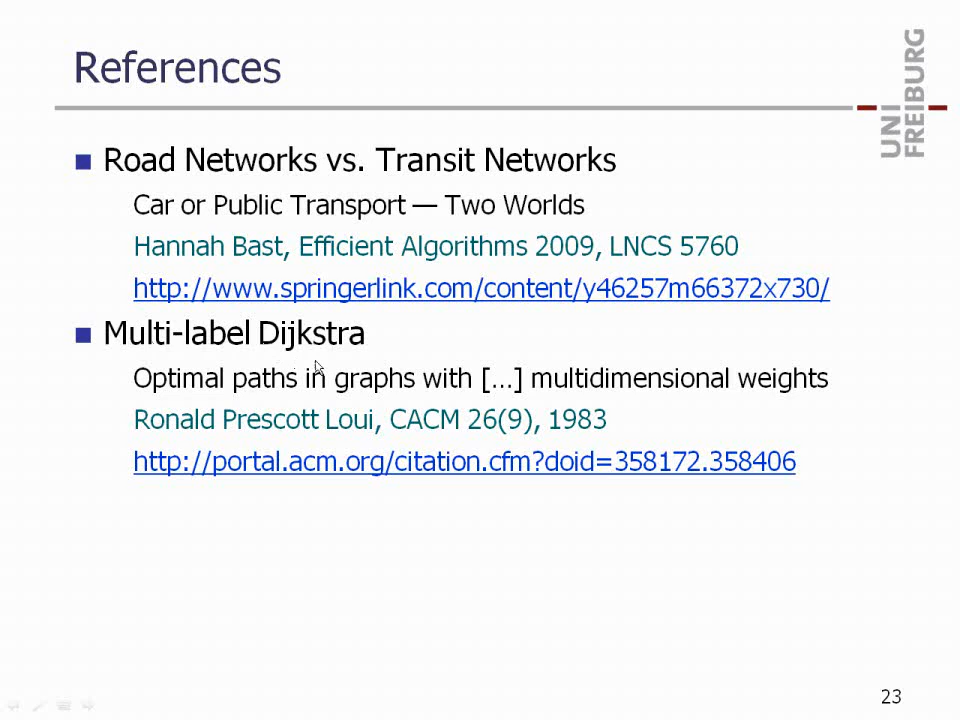 References
UNI
FREIBURG
Road Networks vs. Transit Networks
Car or Public Transport — Two Worlds
Hannah Bast, Efficient Algorithms 2009, LNCS 5760
http://www.springerlink.com/content/y46257m66372x730/
Multi-label Dijkstra
Optimal paths in graphs with [...] multidimensional weights
Ronald Prescott Loui, CACM 26(9), 1983
http://portal.acm.org/citation.cfm?doid=358172.358406
23